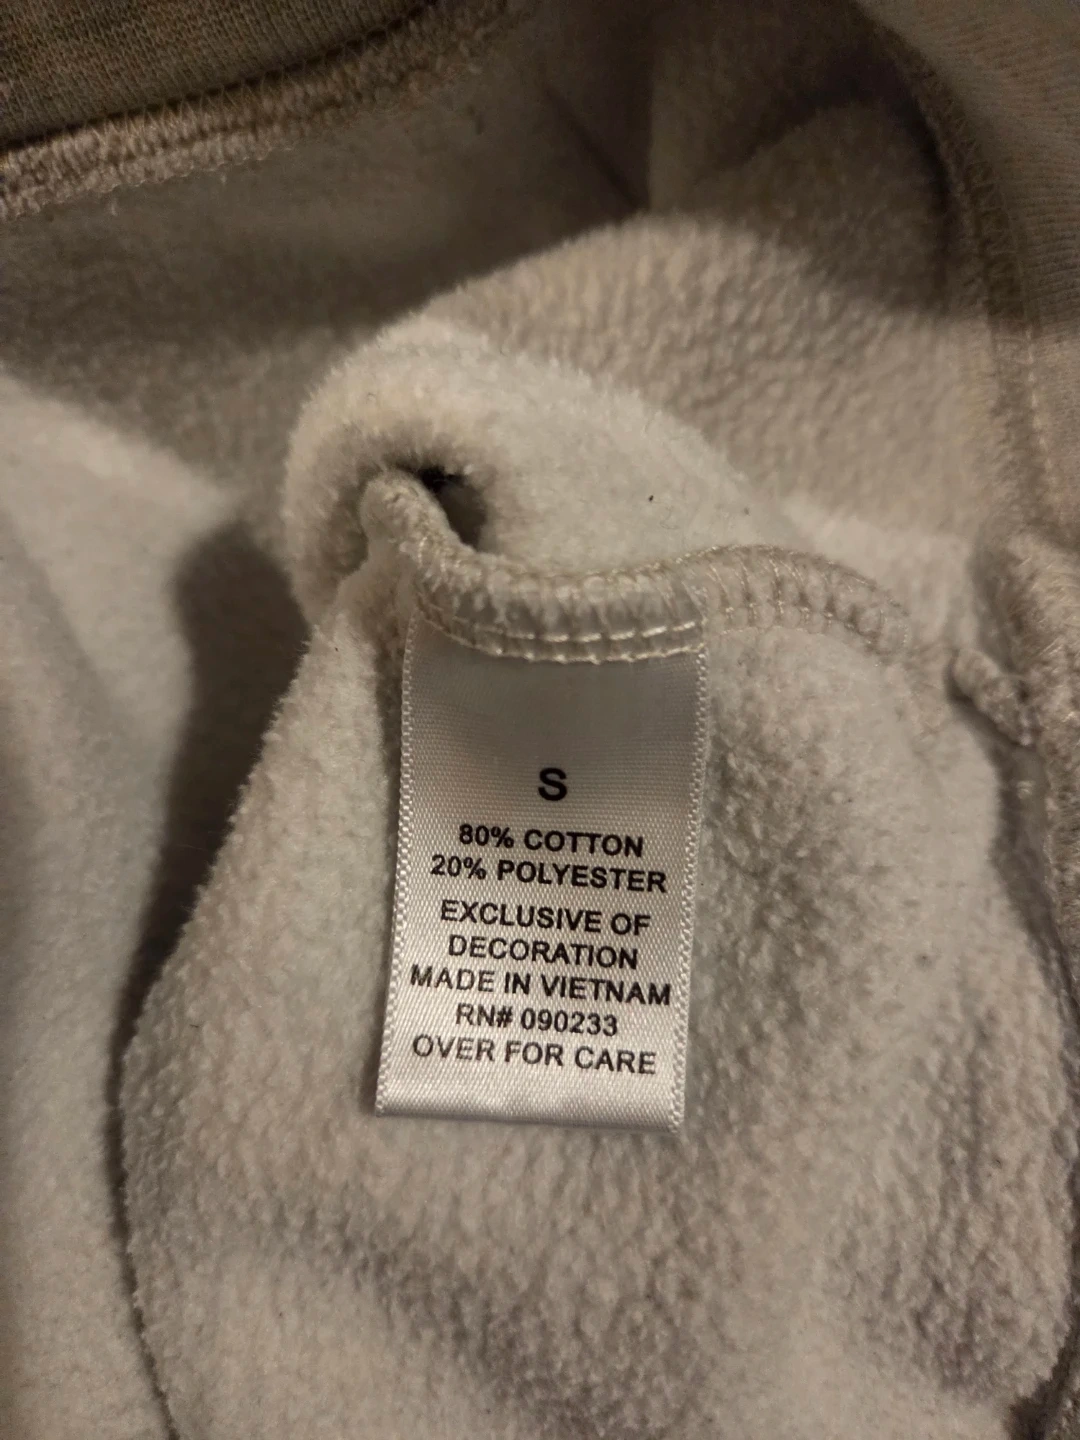 S
80% COTTON
20% POLYESTER
EXCLUSIVE OF
DECORATION
MADE IN VIETNAM
RN# 090233
OVER FOR CARE